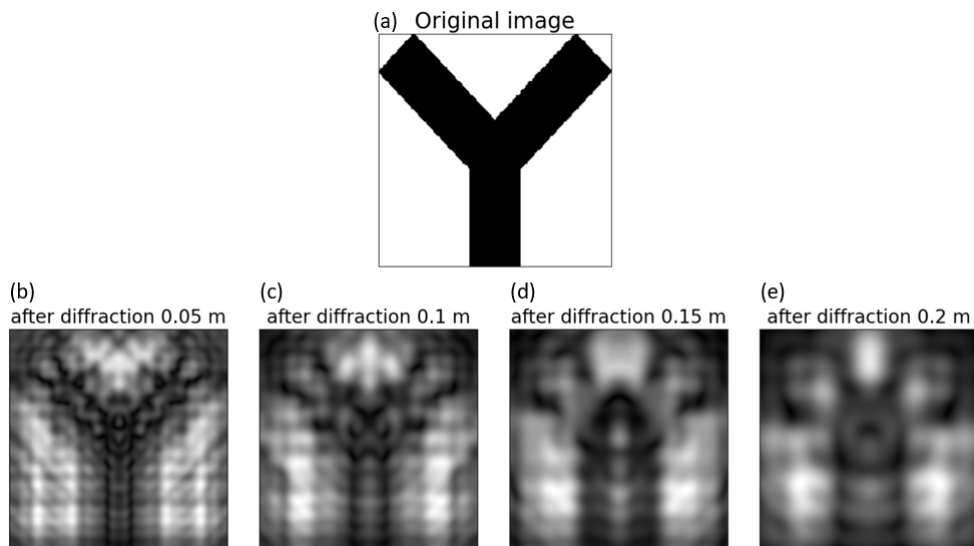 (a) Original image
(b)
after diffraction 0.05 m
(c)
after diffraction 0.1 m
(d)
after diffraction 0.15 m
(e)
after diffraction 0.2 m